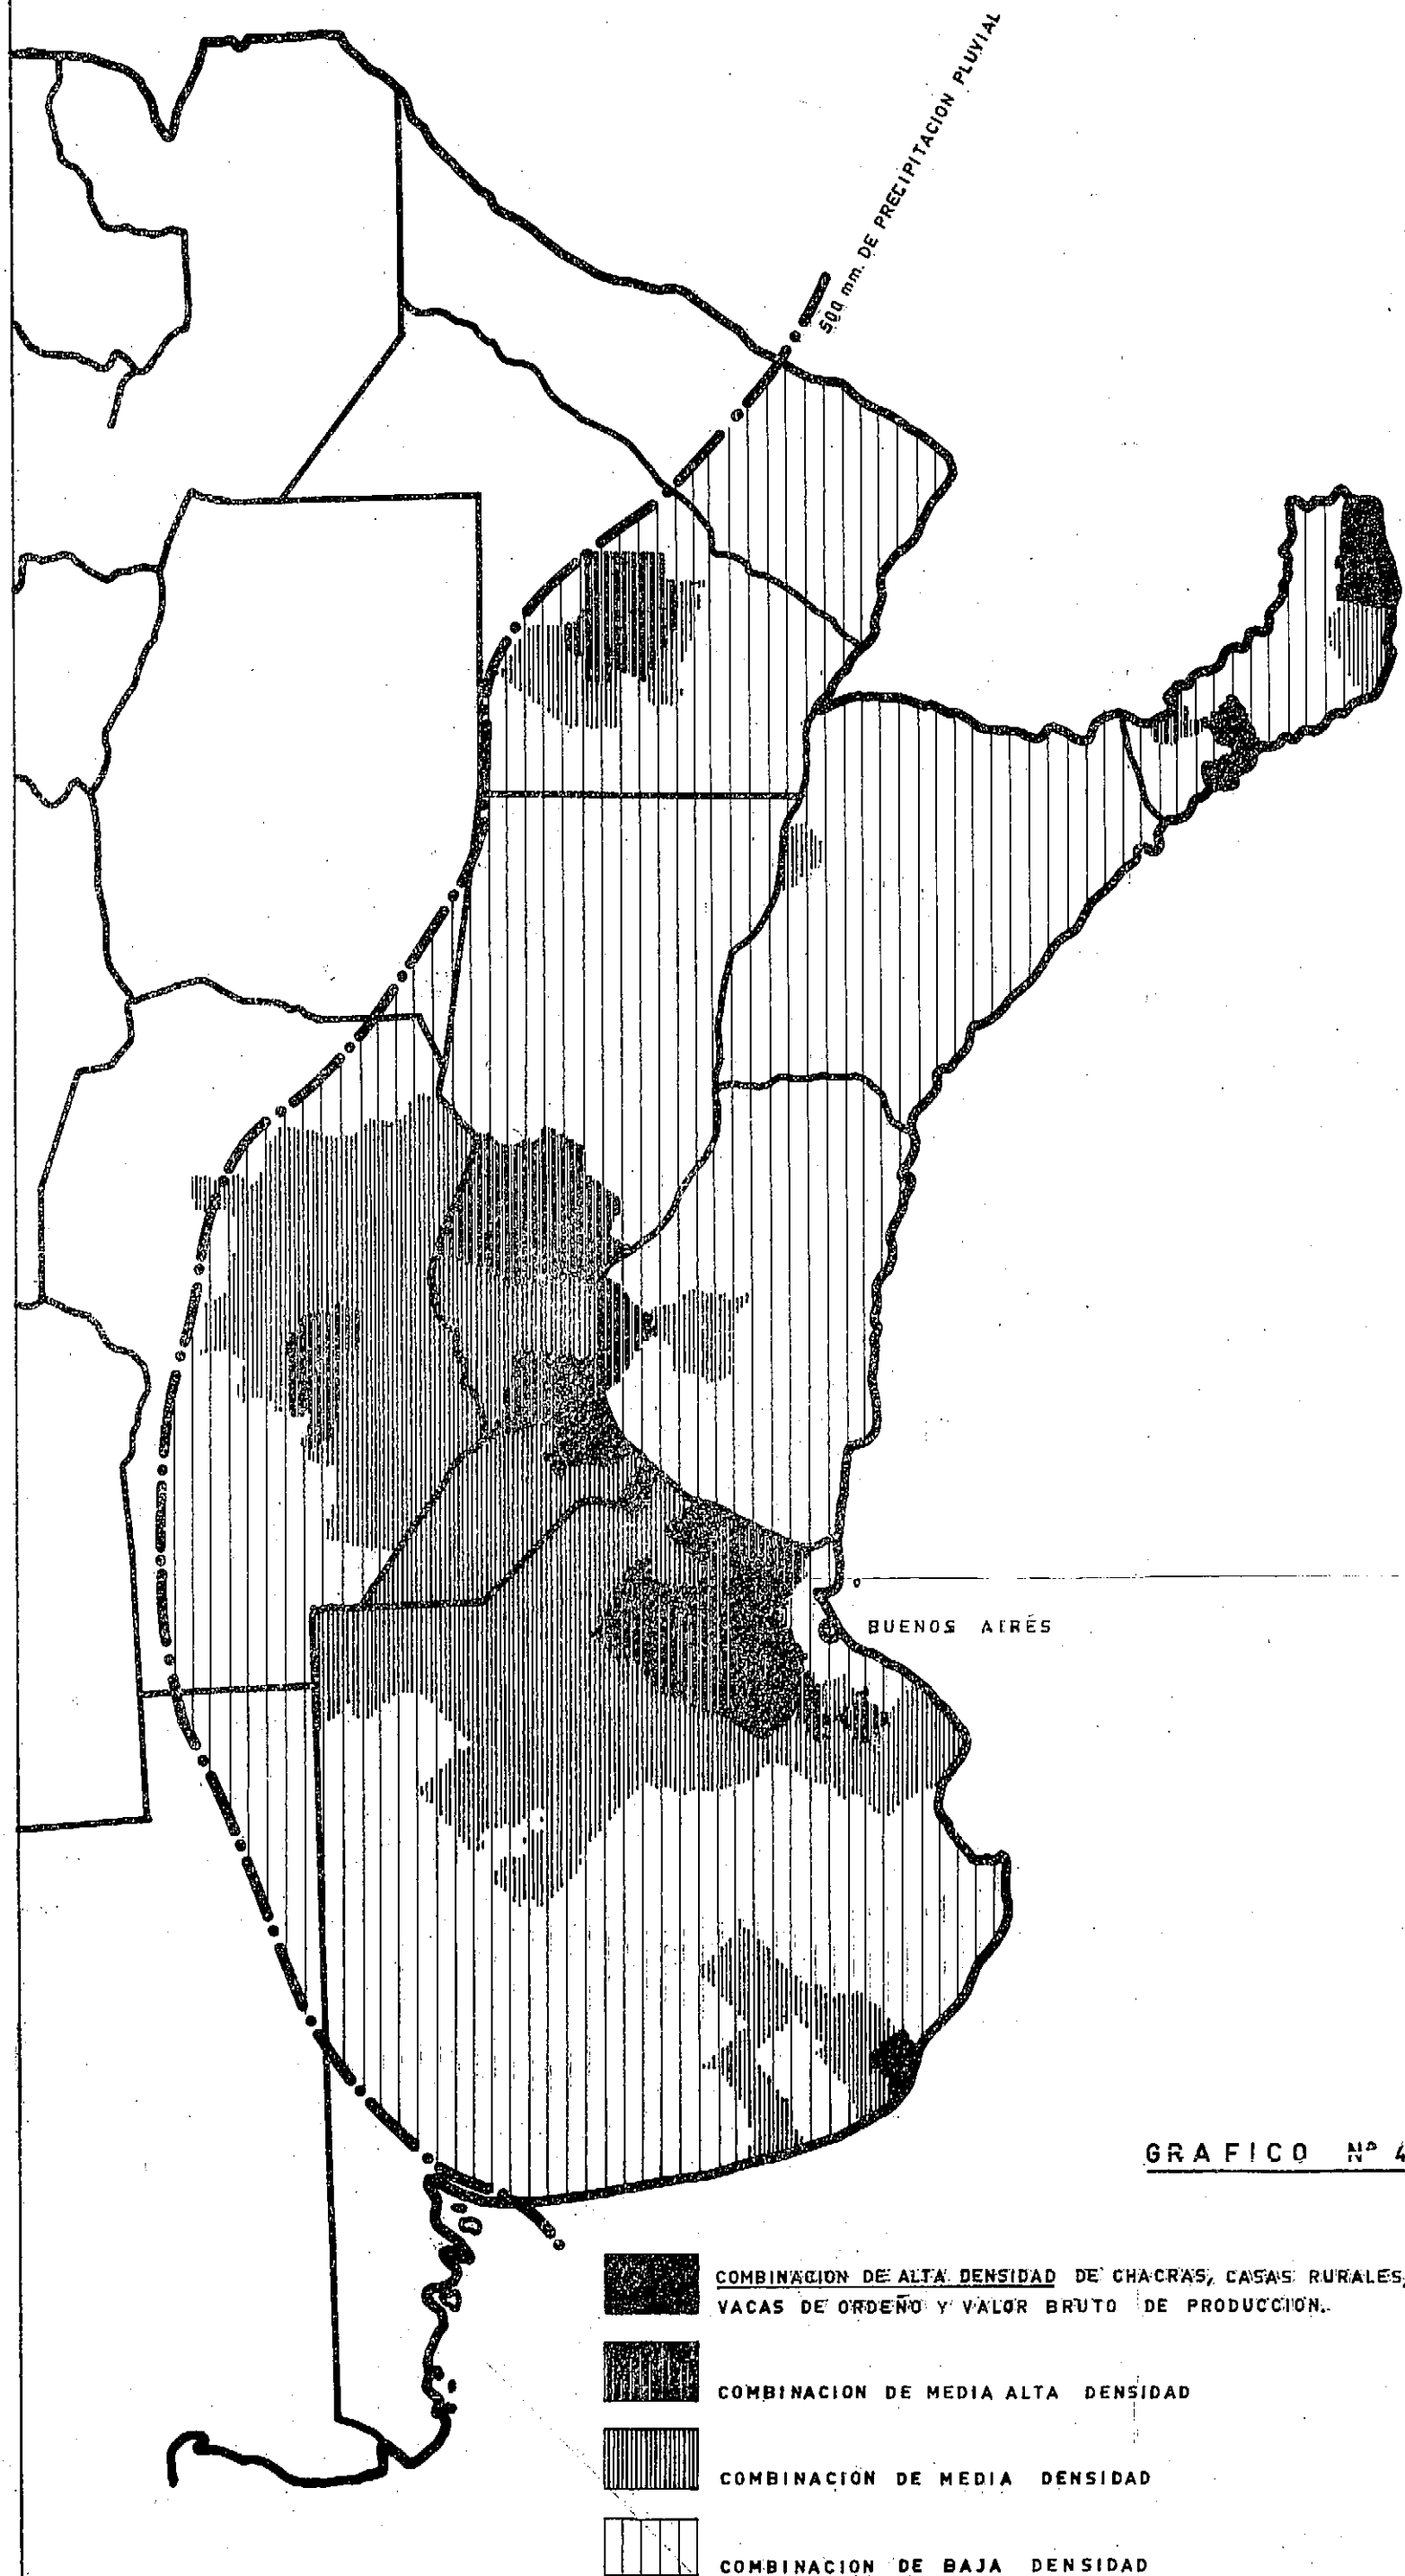 500 mm. DE PRECIPITACION PLUVIAL
BUENOS AIRES
GRAFICO Nº 4
COMBINACION DE ALTA DENSIDAD DE CHACRAS, CASAS RURALES,
VACAS DE ORDEÑO Y VALOR BRUTO DE PRODUCCION.
COMBINACION DE MEDIA ALTA DENSIDAD
COMBINACION DE MEDIA DENSIDAD
COMBINACION DE BAJA DENSIDAD